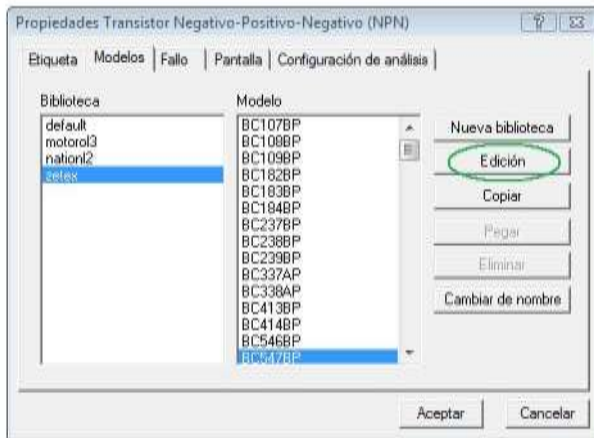 Propiedades Transistor Negativo-Positivo-Negativo (NPN)
Etiqueta Modelos Fallo Pantalla Configuración de análisis
Biblioteca
default
motorol3
nationl2
zetex
Modelo
BC107BP
BC108BP
BC109BP
BC182BP
BC183BP
BC184BP
BC237BP
BC238BP
BC239BP
BC337AP
BC338AP
BC413BP
BC414BP
BC546BP
BC547BP
Nueva biblioteca
Edición
Copiar
Pegar
Eliminar
Cambiar de nombre
Aceptar Cancelar